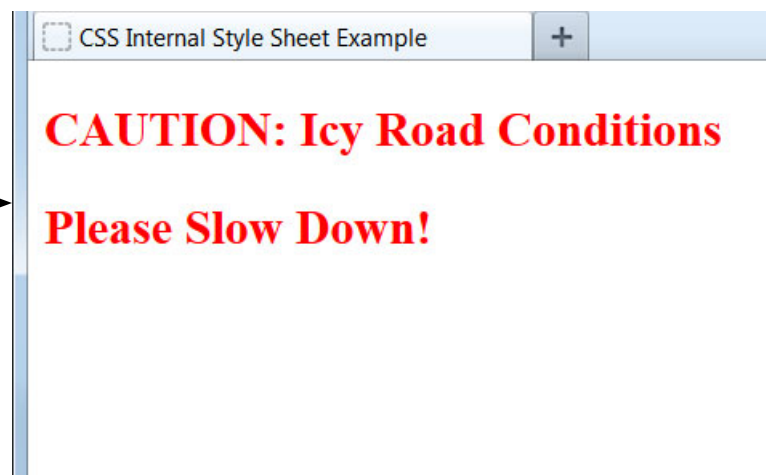 CSS Internal Style Sheet Example
CAUTION: Icy Road Conditions
Please Slow Down!